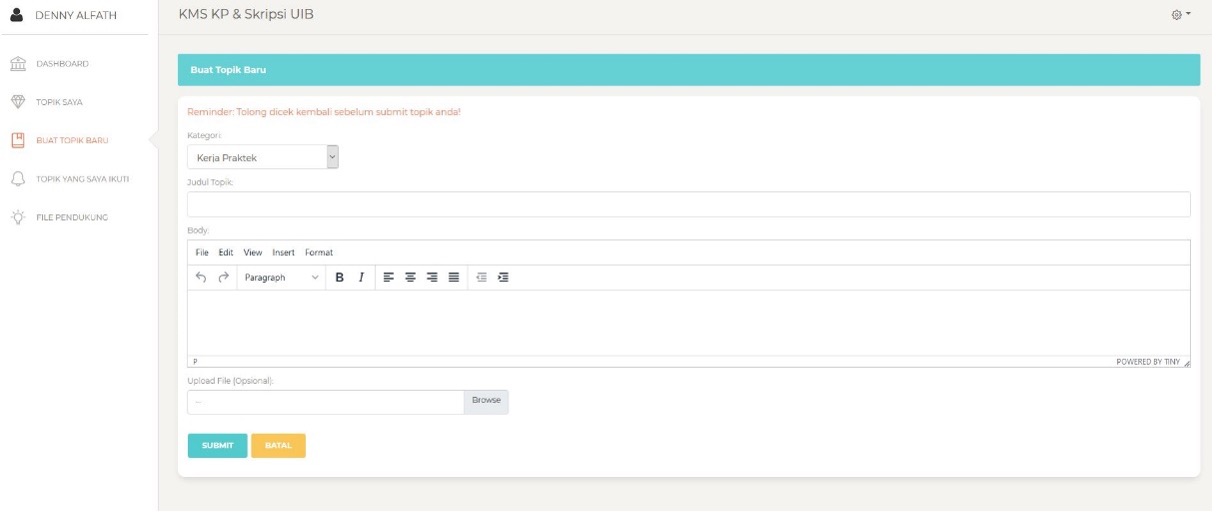 DENNY ALFATH
KMS KP & Skripsi UIB
DASHBOARD
TOPIK SAYA
BUAT TOPIK BARU
TOPIK YANG SAYA IKUTI
FILE PENDUKUNG
Buat Topik Baru
Reminder: Tolong dicek kembali sebelum submit topik anda!
Kategori:
Kerja Praktek
Judul Topik:
Body:
File Edit View Insert Format
Paragraph B I
P POWERED BY TINY
Upload File (Opsional):
... Browse
SUBMIT BATAL